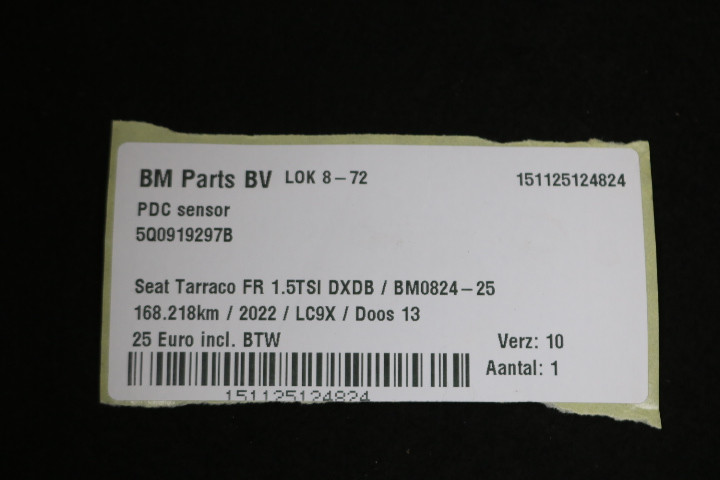 BM Parts BV LOK 8-72 151125124824
PDC sensor
5Q0919297B
Seat Tarraco FR 1.5TSI DXDB / BM0824-25
168.218km / 2022 / LC9X / Doos 13
25 Euro incl. BTW Verz: 10
Aantal: 1
151125124824